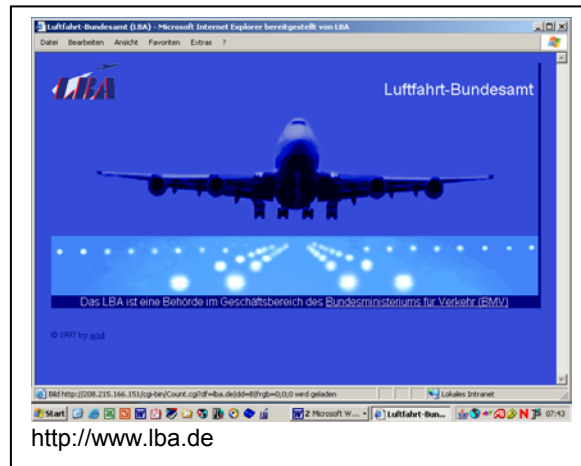 Luftfahrt-Bundesamt (LBA) - Microsoft Internet Explorer bereitgestellt von LBA
Datei Bearbeiten Ansicht Favoriten Extras ?
LBA
Luftfahrt-Bundesamt
Das LBA ist eine Behörde im Geschäftsbereich des Bundesministeriums für Verkehr (BMV)
© 1997 by acid
Bild http://208.215.166.151/cgi-bin/Count.cgi?df=lba.de|dd=B|frgb=0;0;0 wird geladen
Lokales Intranet
Start
2 Microsoft W...
Luftfahrt-Bun...
07:43
http://www.lba.de